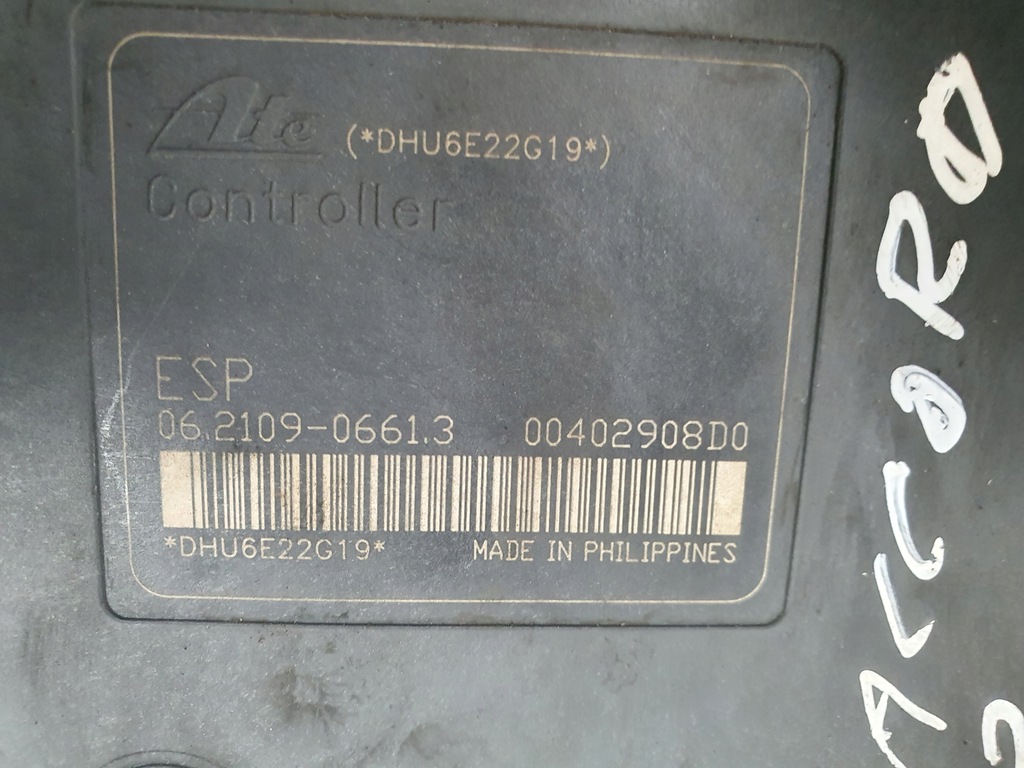 Ate (*DHU6E22G19*)
Controller
ESP
06.2109-0661.3 00402908D0
*DHU6E22G19* MADE IN PHILIPPINES